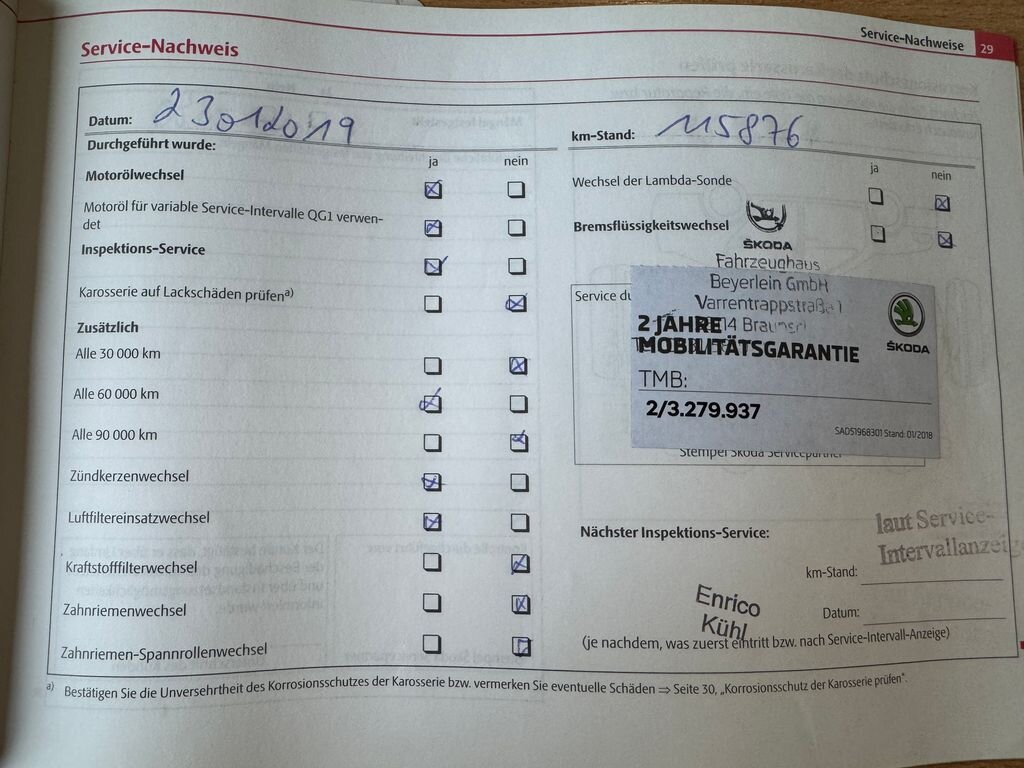 Service-Nachweise 29
Service-Nachweis
Datum: 23012019
Durchgeführt wurde:
ja nein
Motorölwechsel
Motoröl für variable Service-Intervalle QG1 verwen-
det
Inspektions-Service
Karosserie auf Lackschäden prüfen a)
Zusätzlich
Alle 30 000 km
Alle 60 000 km
Alle 90 000 km
Zündkerzenwechsel
Luftfiltereinsatzwechsel
Kraftstofffilterwechsel
Zahnriemenwechsel
Zahnriemen-Spannrollenwechsel
km-Stand: 115876
ja nein
Wechsel der Lambda-Sonde
Bremsflüssigkeitswechsel
ŠKODA
Fahrzeughaus
Beyerlein GmbH
Varrentrappstraße 1
Service
2 JAHRE
MOBILITÄTSGARANTIE
ŠKODA
TMB:
2/3.279.937
SAD51968301 Stand: 01/2018
Stempel Škoda Servicepartner
Nächster Inspektions-Service:
laut Service-
Intervallanzeige
km-Stand:
Datum:
Enrico
Kühl
(je nachdem, was zuerst eintritt bzw. nach Service-Intervall-Anzeige)
a) Bestätigen Sie die Unversehrtheit des Korrosionsschutzes der Karosserie bzw. vermerken Sie eventuelle Schäden ⇒ Seite 30, „Korrosionsschutz der Karosserie prüfen“.